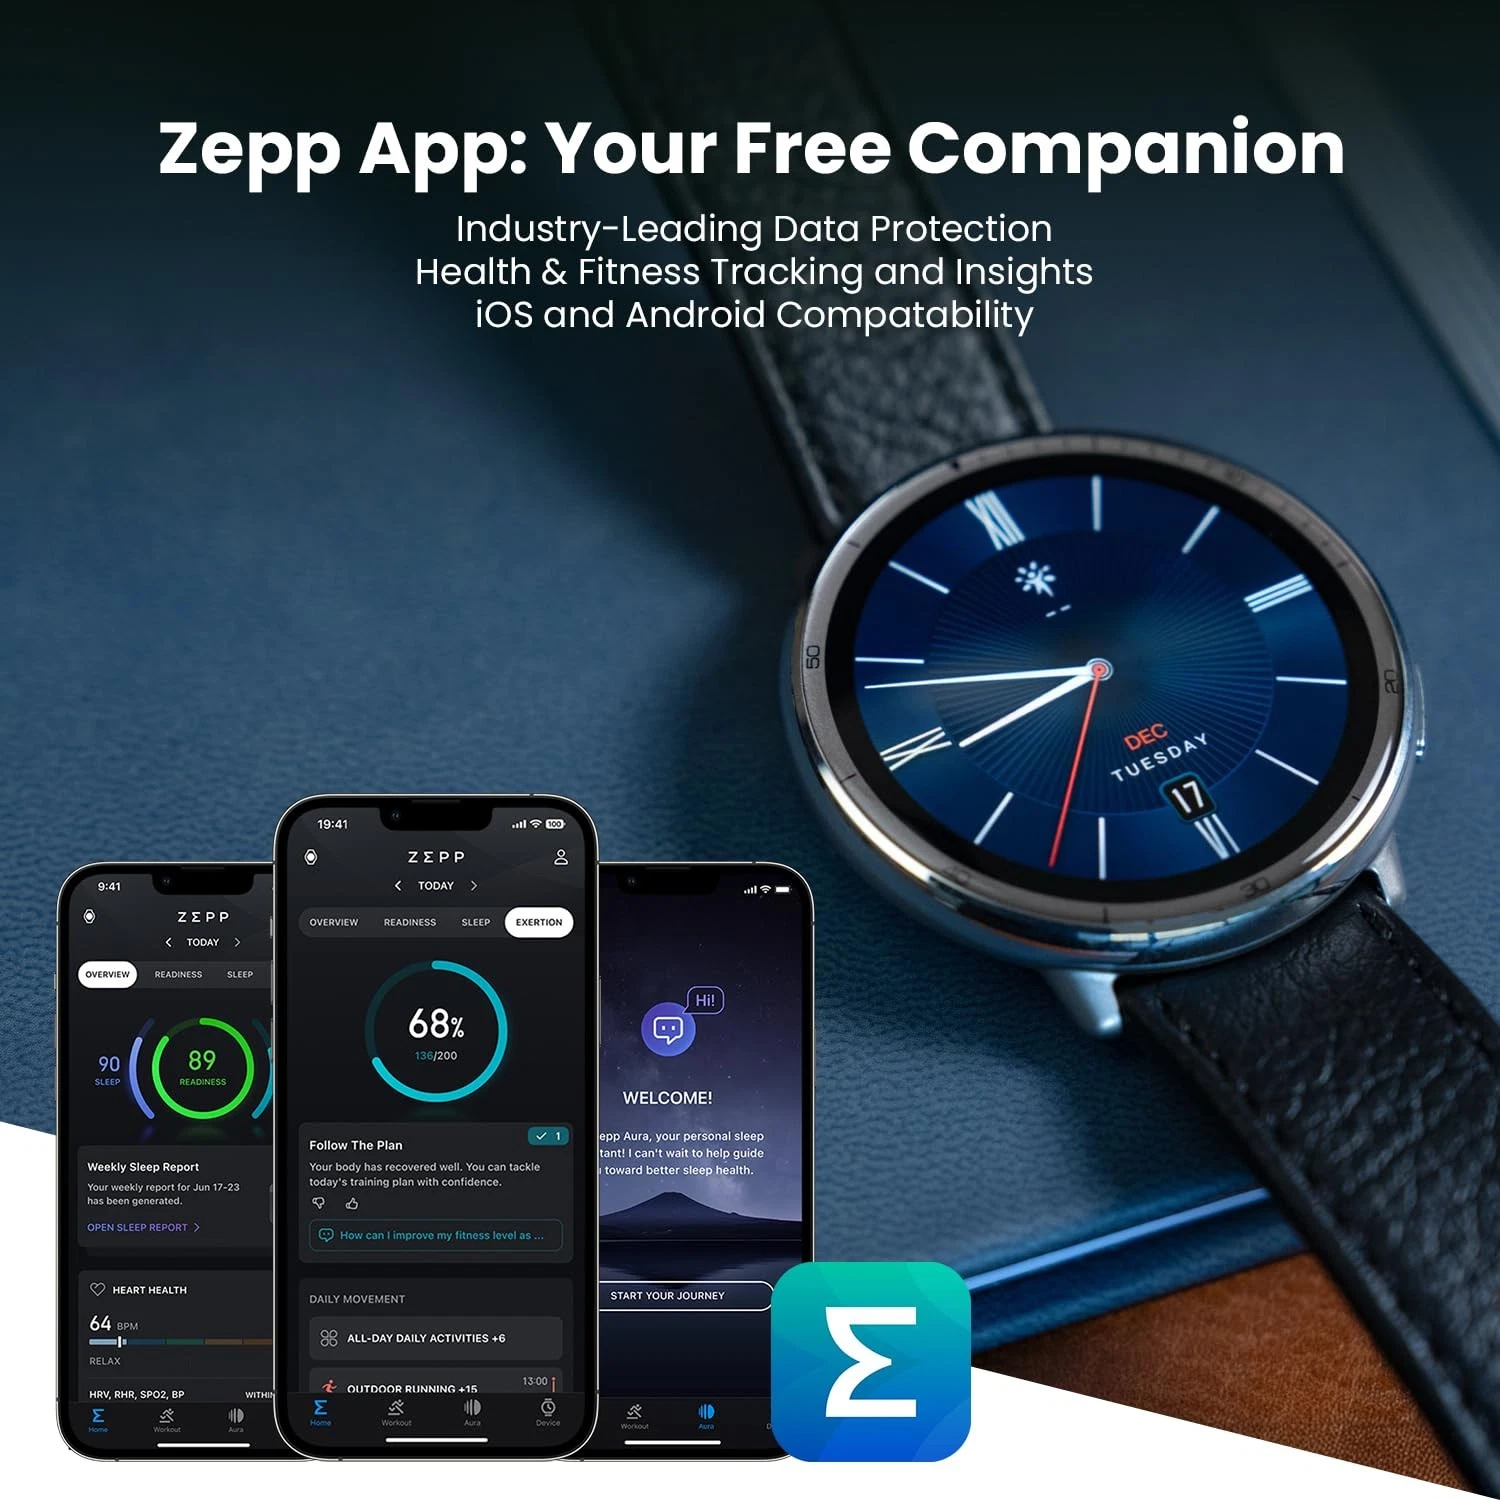 Zepp App: Your Free Companion
Industry-Leading Data Protection
Health & Fitness Tracking and Insights
iOS and Android Compatability
50
20
30
DEC
TUESDAY
17
9:41
ZΣPP
TODAY
OVERVIEW READINESS SLEEP
90
SLEEP
89
READINESS
Weekly Sleep Report
Your weekly report for Jun 17-23
has been generated.
OPEN SLEEP REPORT
HEART HEALTH
64 BPM
RELAX
HRV, RHR, SPO2, BP
Home Workout Aura
19:41
100
ZΣPP
TODAY
OVERVIEW READINESS SLEEP EXERTION
68%
136/200
Follow The Plan
1
Your body has recovered well. You can tackle
today's training plan with confidence.
How can I improve my fitness level as ...
DAILY MOVEMENT
ALL-DAY DAILY ACTIVITIES +6
OUTDOOR RUNNING +15
13:00
Home Workout Aura Device
Hi!
WELCOME!
epp Aura, your personal sleep
tant! I can't wait to help guide
toward better sleep health.
START YOUR JOURNEY
Workout Aura